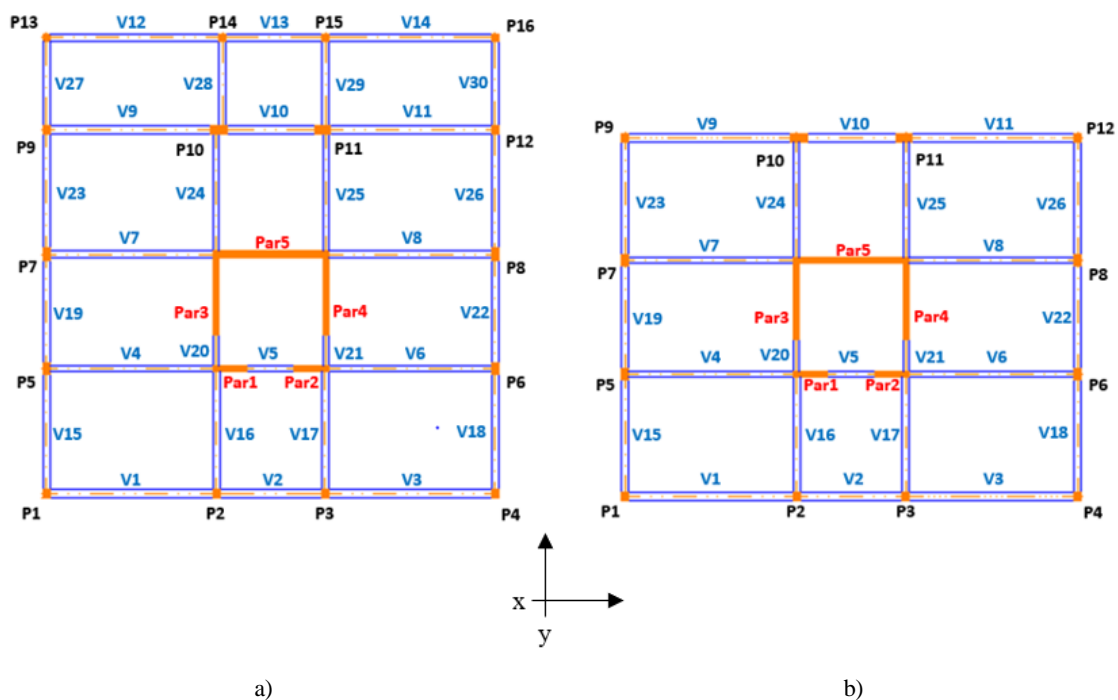 P13 V12 P14 V13 P15 V14 P16
V27 V28 V29 V30
V9 V10 V11
P9 P10 P11 P12
V23 V24 V25 V26
V7 Par5 V8
P7 P8
V19 Par3 Par4 V22
V4 V20 V5 V21 V6
P5 Par1 Par2 P6
V15 V16 V17 V18
V1 V2 V3
P1 P2 P3 P4
P9 V9 V10 V11 P12
P10 P11
V23 V24 V25 V26
V7 Par5 V8
P7 P8
V19 Par3 Par4 V22
V4 V20 V5 V21 V6
P5 Par1 Par2 P6
V15 V16 V17 V18
V1 V2 V3
P1 P2 P3 P4
x
y
a) b)